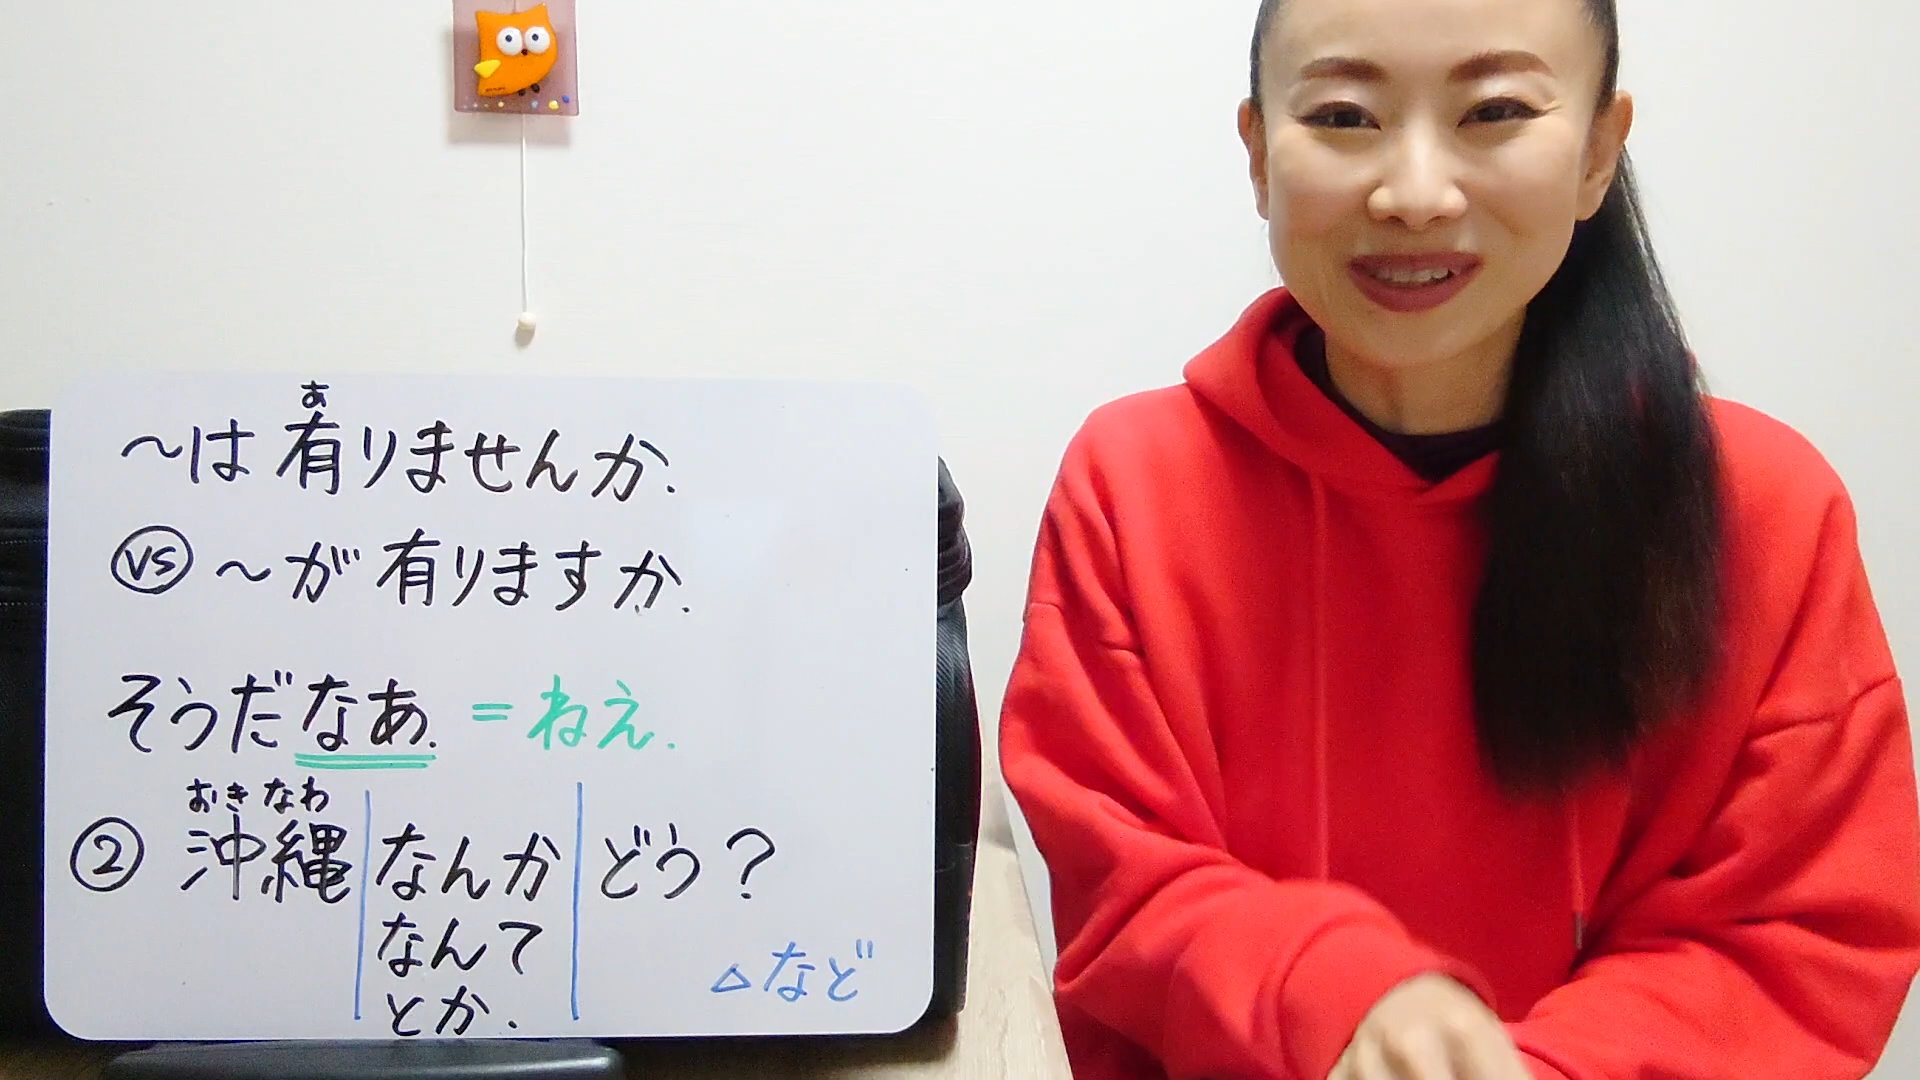 あ
～は有りませんか.
VS ～が有りますか.
そうだなあ. = ねえ.
おきなわ
② 沖縄 | なんか | どう？
なんて
とか.
△など